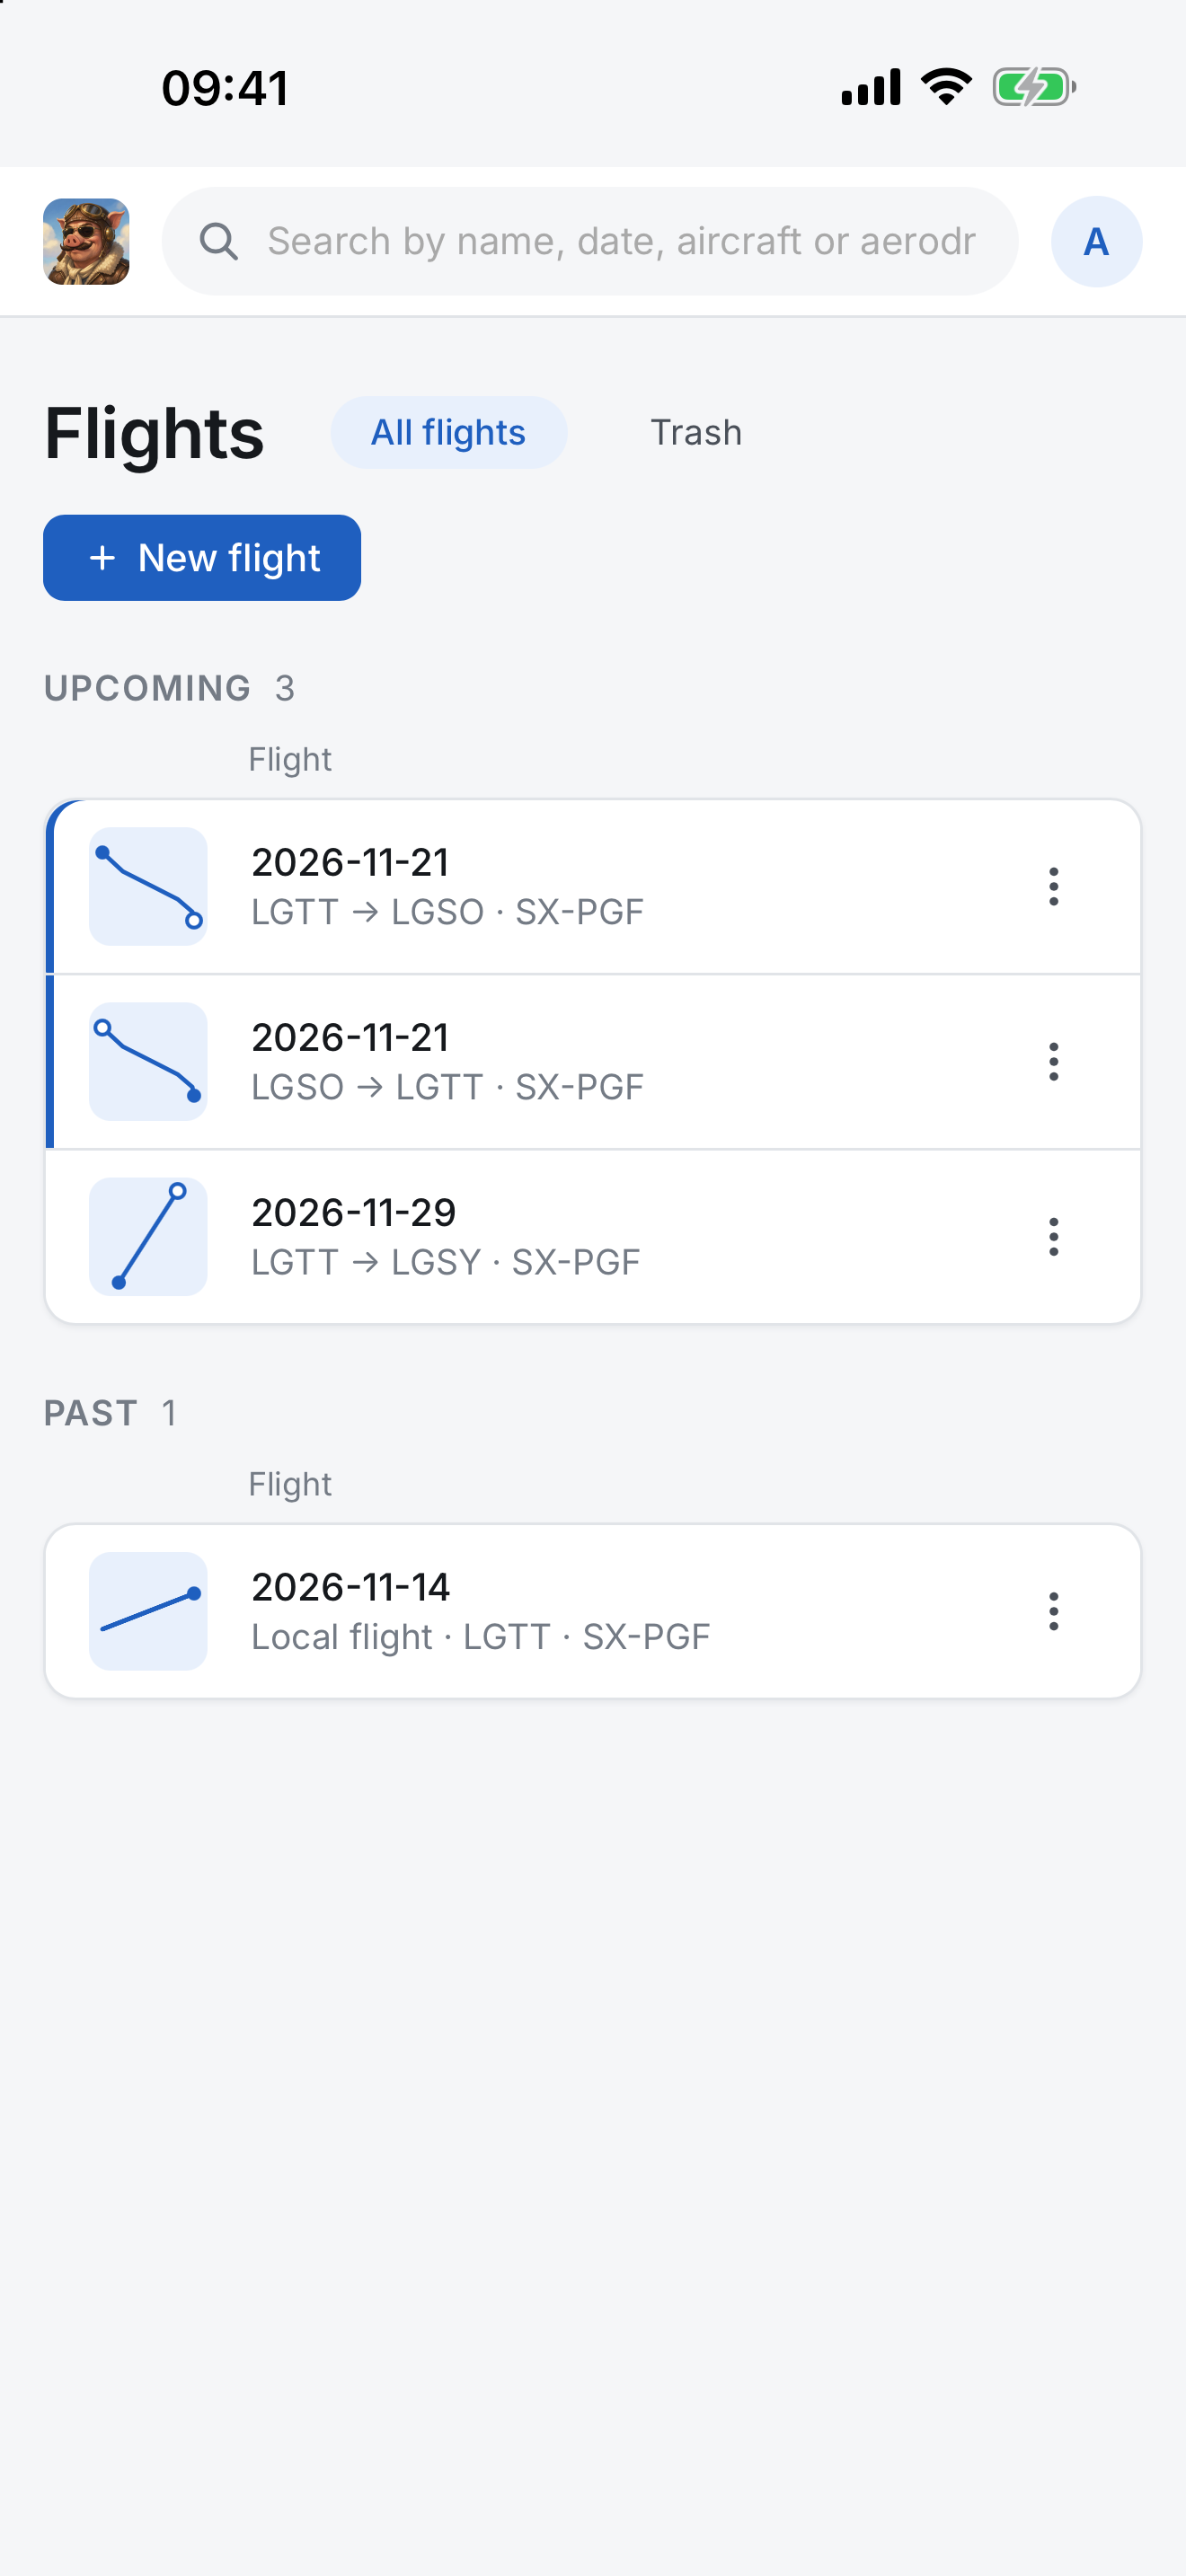 09:41
Search by name, date, aircraft or aerodr
A
Flights
All flights
Trash
+ New flight
UPCOMING 3
Flight
2026-11-21
LGTT → LGSO · SX-PGF
2026-11-21
LGSO → LGTT · SX-PGF
2026-11-29
LGTT → LGSY · SX-PGF
PAST 1
Flight
2026-11-14
Local flight · LGTT · SX-PGF